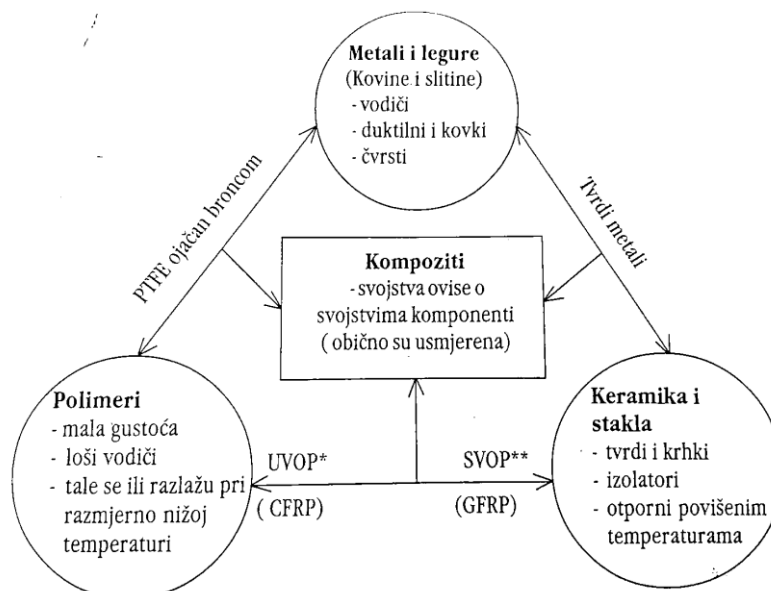 Metali i legure
(Kovine i slitine)
- vodiči
- duktilni i kovki
- čvrsti
PTFE ojačan broncom
Tvrdi metali
Kompoziti
- svojstva ovise o
svojstvima komponenti
( obično su usmjerena)
Polimeri
- mala gustoća
- loši vodiči
- tale se ili razlažu pri
razmjerno nižoj
temperaturi
UVOP*
( CFRP)
SVOP**
(GFRP)
Keramika i
stakla
- tvrdi i krhki
- izolatori
- otporni povišenim
temperaturama